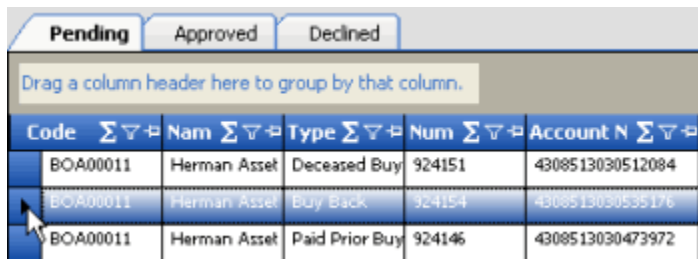 Pending Approved Declined
Drag a column header here to group by that column.
Code Σ Nam Σ Type Σ Num Σ Account N Σ
BOA00011 Herman Asset Deceased Buy 924151 4308513030512084
BOA00011 Herman Asset Buy Back 924154 4308513030535176
BOA00011 Herman Asset Paid Prior Buy 924146 4308513030473972